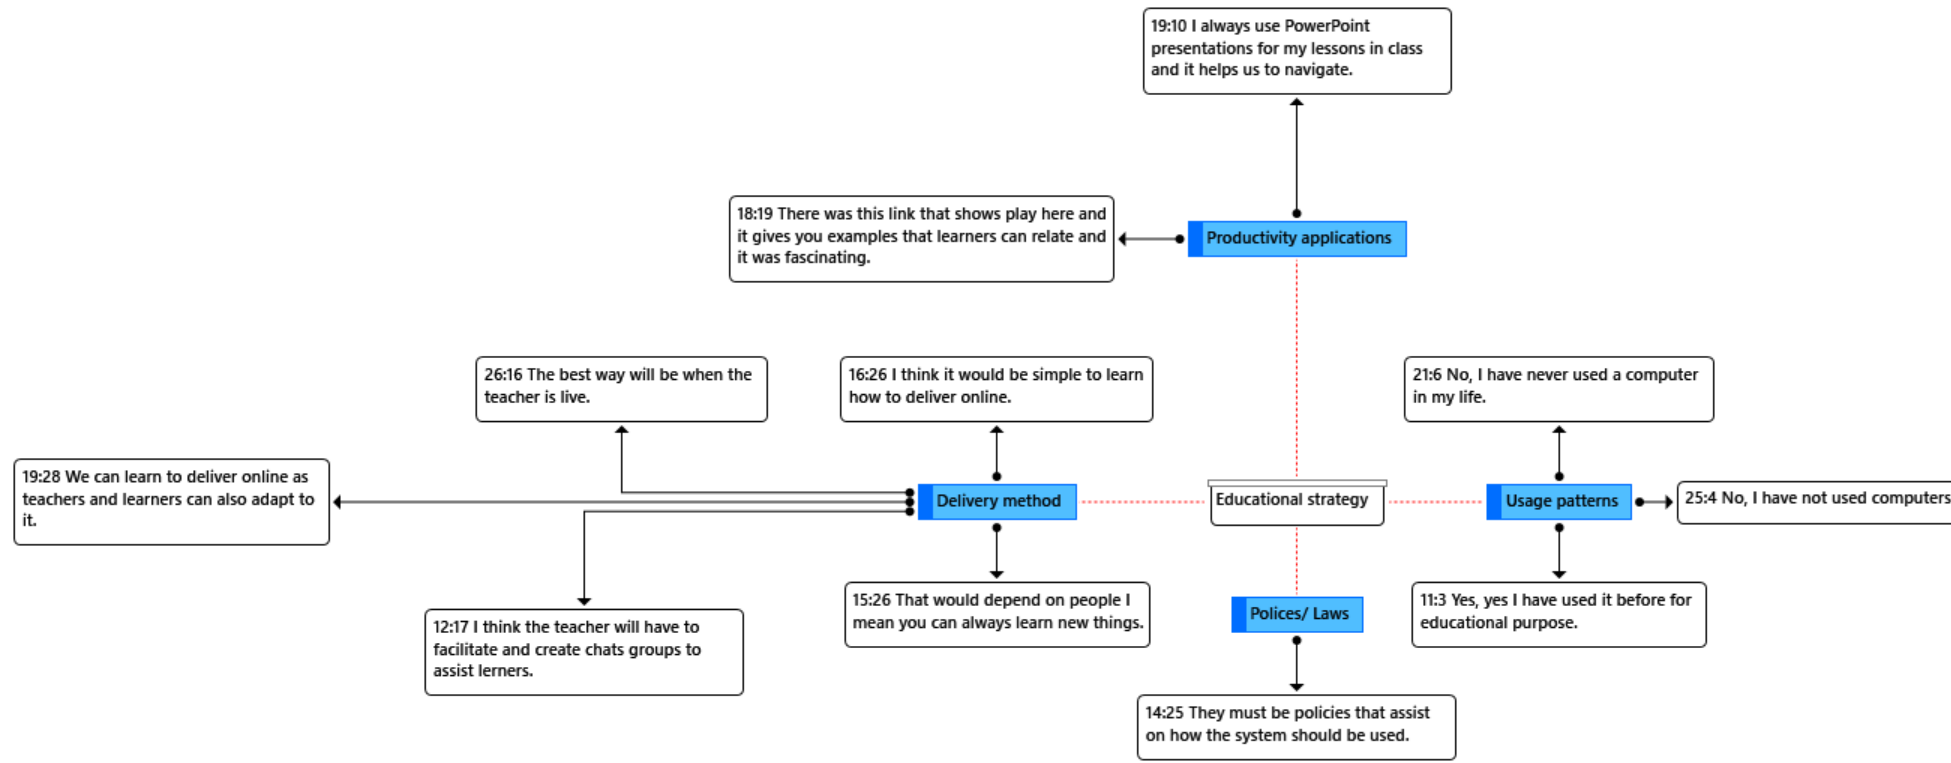 19:10 I always use PowerPoint
presentations for my lessons in class
and it helps us to navigate.
18:19 There was this link that shows play here and
it gives you examples that learners can relate and
it was fascinating.
Productivity applications
26:16 The best way will be when the
teacher is live.
16:26 I think it would be simple to learn
how to deliver online.
21:6 No, I have never used a computer
in my life.
19:28 We can learn to deliver online as
teachers and learners can also adapt to
it.
Delivery method
Educational strategy
Usage patterns
25:4 No, I have not used computers
12:17 I think the teacher will have to
facilitate and create chats groups to
assist lerners.
15:26 That would depend on people I
mean you can always learn new things.
Polices/ Laws
11:3 Yes, yes I have used it before for
educational purpose.
14:25 They must be policies that assist
on how the system should be used.